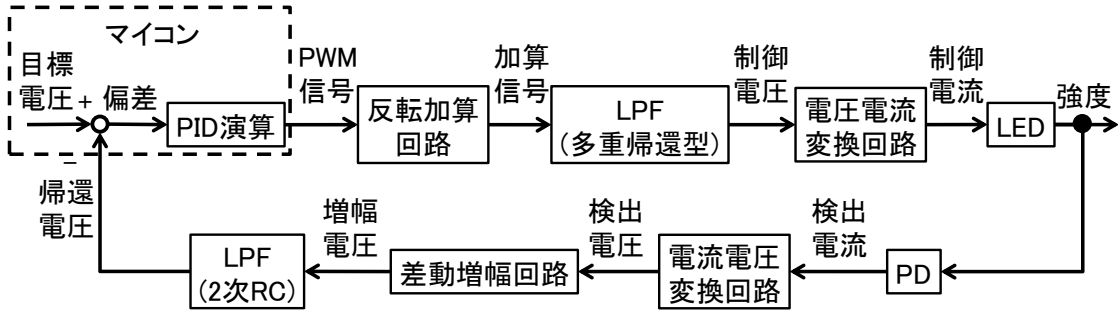 マイコン
目標
電圧
+
偏差
PID演算
PWM
信号
反転加算
回路
加算
信号
LPF
(多重帰還型)
制御
電圧
電圧電流
変換回路
制御
電流
LED
強度
−
帰還
電圧
LPF
(2次RC)
増幅
電圧
差動増幅回路
検出
電圧
電流電圧
変換回路
検出
電流
PD